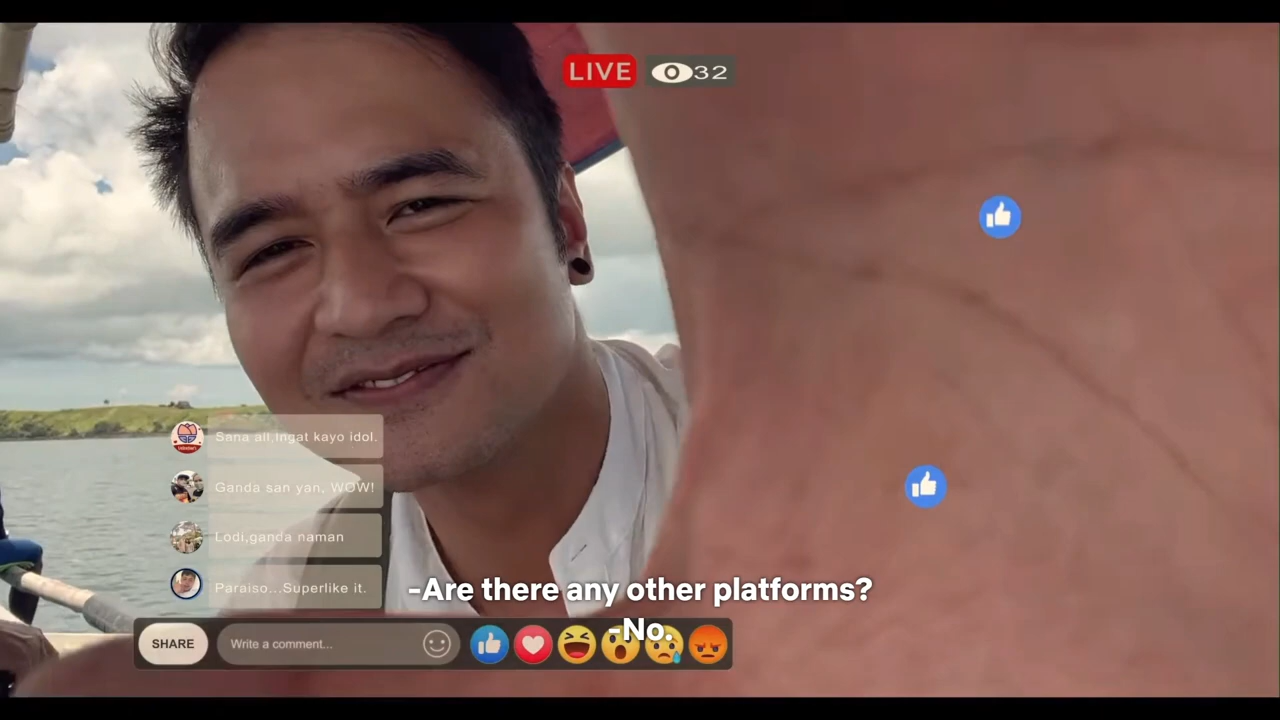 LIVE 32
Sana all,Ingat kayo idol.
Ganda san yan, WOW!
Lodi,ganda naman
Paraiso...Superlike it.
-Are there any other platforms?
-No.
SHARE Write a comment...